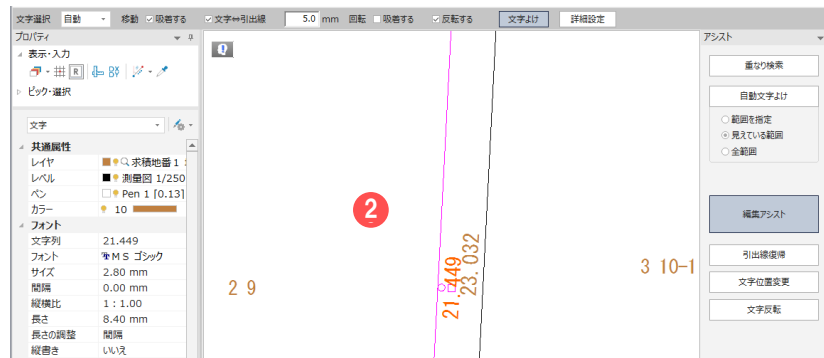 文字選択 自動 移動 吸着する 文字⇔引出線 5.0 mm 回転 吸着する 反転する 文字よけ 詳細設定
プロパティ
表示・入力
R
ピック・選択
文字
共通属性
レイヤ 求積地番1
レベル 測量図 1/250
ペン Pen 1 [0.13]
カラー 10
フォント
文字列 21.449
フォント MS ゴシック
サイズ 2.80 mm
間隔 0.00 mm
縦横比 1:1.00
長さ 8.40 mm
長さの調整 間隔
縦書き いいえ
2
29
21.449
23.032
310-1
アシスト
重なり検索
自動文字よけ
範囲を指定
見えている範囲
全範囲
編集アシスト
引出線復帰
文字位置変更
文字反転